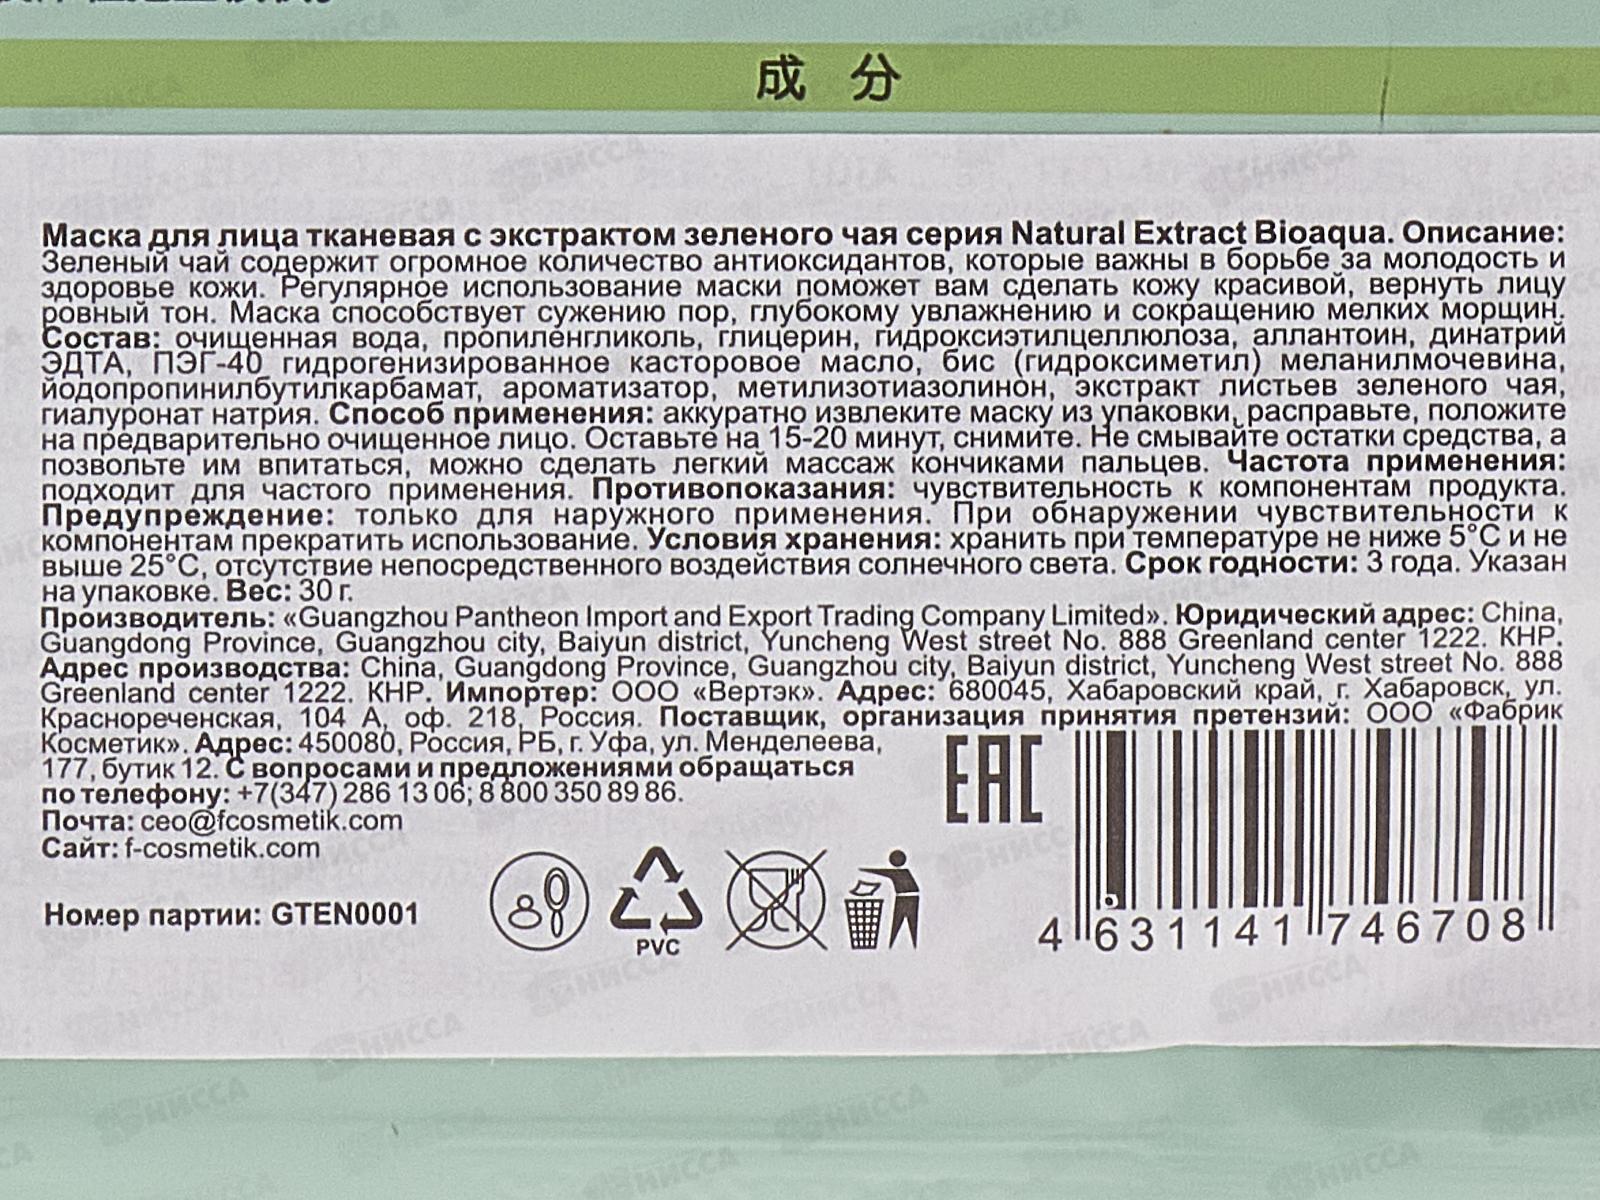 成 分
Маска для лица тканевая с экстрактом зеленого чая серия Natural Extract Bioaqua. Описание:
Зеленый чай содержит огромное количество антиоксидантов, которые важны в борьбе за молодость и
здоровье кожи. Регулярное использование маски поможет вам сделать кожу красивой, вернуть лицу
ровный тон. Маска способствует сужению пор, глубокому увлажнению и сокращению мелких морщин.
Состав: очищенная вода, пропиленгликоль, глицерин, гидроксиэтилцеллюлоза, аллантоин, динатрий
ЭДТА, ПЭГ-40 гидрогенизированное касторовое масло, бис (гидроксиметил) меланилмочевина,
йодопропинилбутилкарбамат, ароматизатор, метилизотиазолинон, экстракт листьев зеленого чая,
гиалуронат натрия. Способ применения: аккуратно извлеките маску из упаковки, расправьте, положите
на предварительно очищенное лицо. Оставьте на 15-20 минут, снимите. Не смывайте остатки средства, а
позвольте им впитаться, можно сделать легкий массаж кончиками пальцев. Частота применения:
подходит для частого применения. Противопоказания: чувствительность к компонентам продукта.
Предупреждение: только для наружного применения. При обнаружении чувствительности к
компонентам прекратить использование. Условия хранения: хранить при температуре не ниже 5°С и не
выше 25°С, отсутствие непосредственного воздействия солнечного света. Срок годности: 3 года. Указан
на упаковке. Вес: 30 г.
Производитель: «Guangzhou Pantheon Import and Export Trading Company Limited». Юридический адрес: China,
Guangdong Province, Guangzhou city, Baiyun district, Yuncheng West street No. 888 Greenland center 1222. КНР.
Адрес производства: China, Guangdong Province, Guangzhou city, Baiyun district, Yuncheng West street No. 888
Greenland center 1222. КНР. Импортер: ООО «Вертэк». Адрес: 680045, Хабаровский край, г. Хабаровск, ул.
Краснореченская, 104 А, оф. 218, Россия. Поставщик, организация принятия претензий: ООО «Фабрик
Косметик». Адрес: 450080, Россия, РБ, г. Уфа, ул. Менделеева,
177, бутик 12. С вопросами и предложениями обращаться
по телефону: +7(347) 286 13 06; 8 800 350 89 86.
Почта: ceo@fcosmetik.com
Сайт: f-cosmetik.com
EAC
Номер партии: GTEN0001
PVC
4 631141 746708